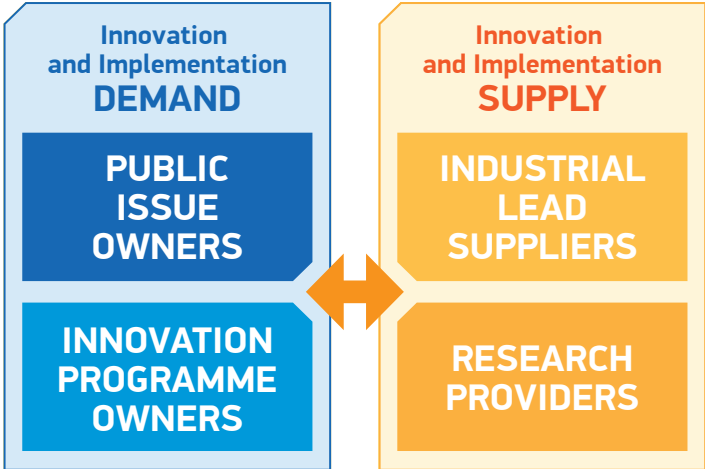 Innovation
and Implementation
DEMAND
PUBLIC
ISSUE
OWNERS
INNOVATION
PROGRAMME
OWNERS
Innovation
and Implementation
SUPPLY
INDUSTRIAL
LEAD
SUPPLIERS
RESEARCH
PROVIDERS